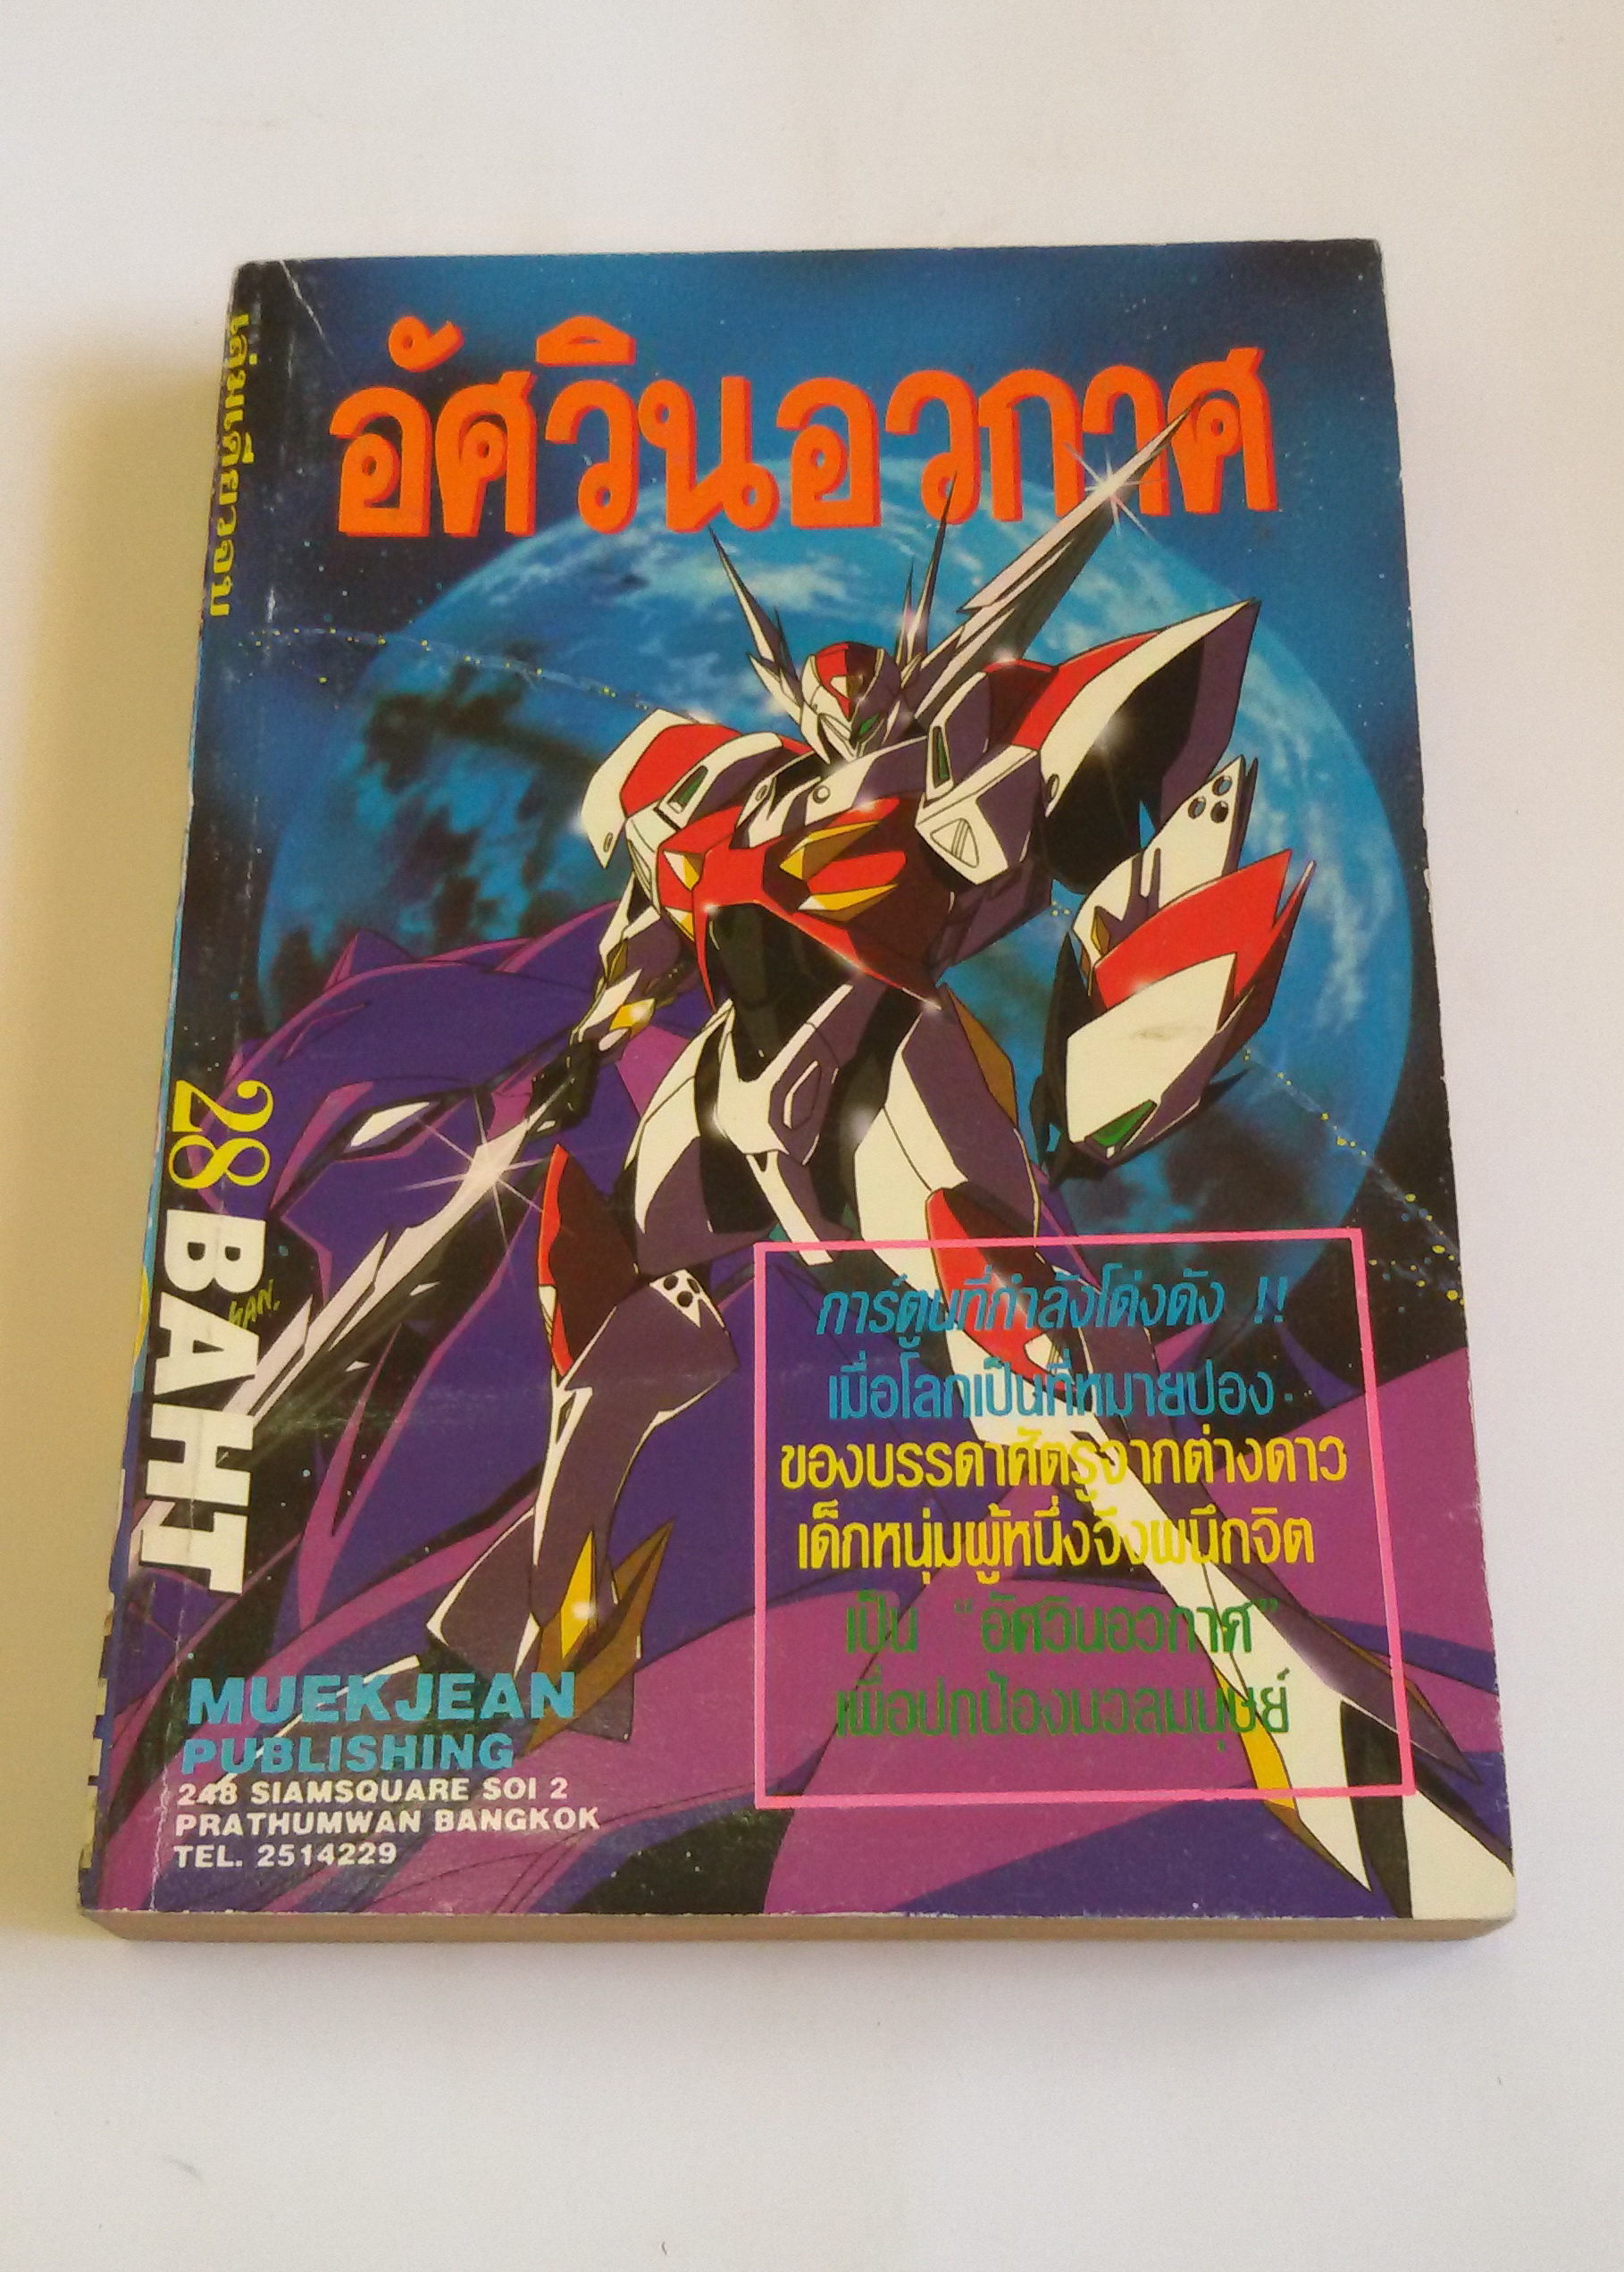 อัศวินอวกาศ
เล่มเดียวจบ
28 BAHT
SAN.
การ์ตูนที่กำลังโด่งดัง !!
เมื่อโลกเป็นที่หมายปอง
ของบรรดาศัตรูจากต่างดาว
เด็กหนุ่มผู้หนึ่งจึงผนึกจิต
เป็น “อัศวินอวกาศ”
เพื่อปกป้องมวลมนุษย์
MUEKJEAN
PUBLISHING
248 SIAMSQUARE SOI 2
PRATHUMWAN BANGKOK
TEL. 2514229